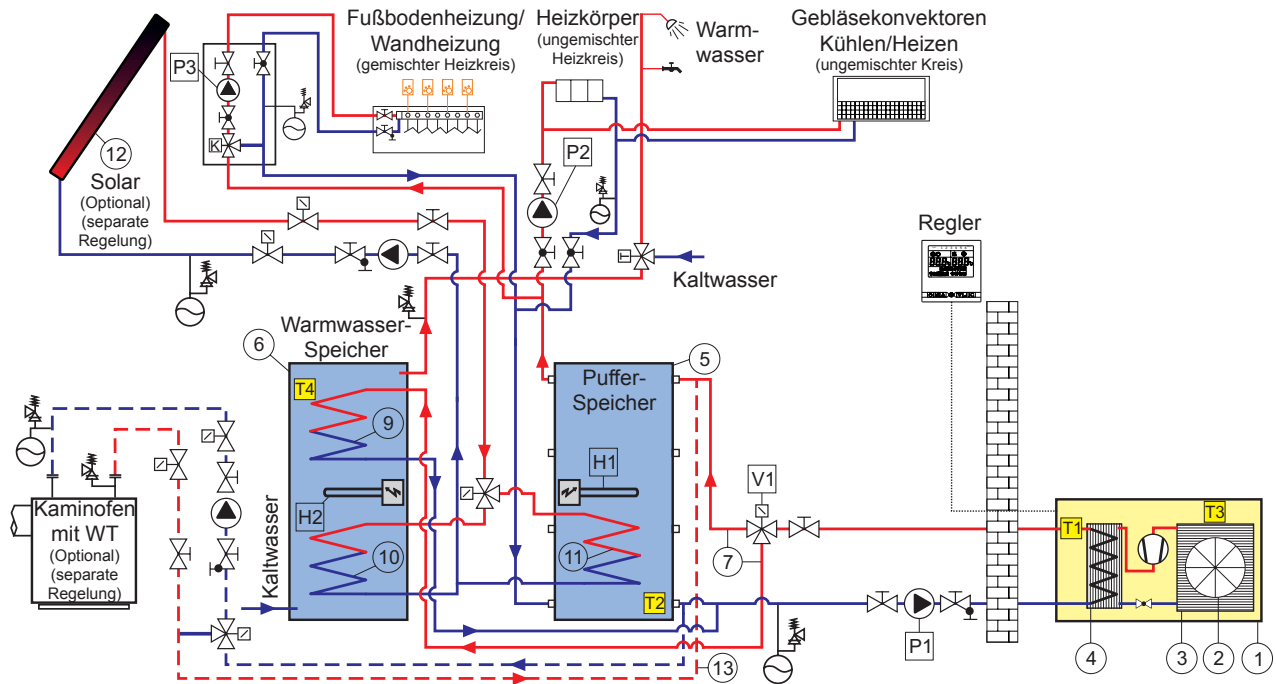 Fußbodenheizung/
Wandheizung
(gemischter Heizkreis)
Heizkörper
(ungemischter
Heizkreis)
Warm-
wasser
Gebläsekonvektoren
Kühlen/Heizen
(ungemischter Kreis)
P3
K
12
Solar
(Optional)
(separate
Regelung)
P2
T
Kaltwasser
Regler
Warmwasser-
Speicher
6
T4
9
H2
10
Kaltwasser
Puffer-
Speicher
5
H1
11
T2
V1
7
13
P1
T1
T3
4
3
2
1
Kaminofen
mit WT
(Optional)
(separate
Regelung)